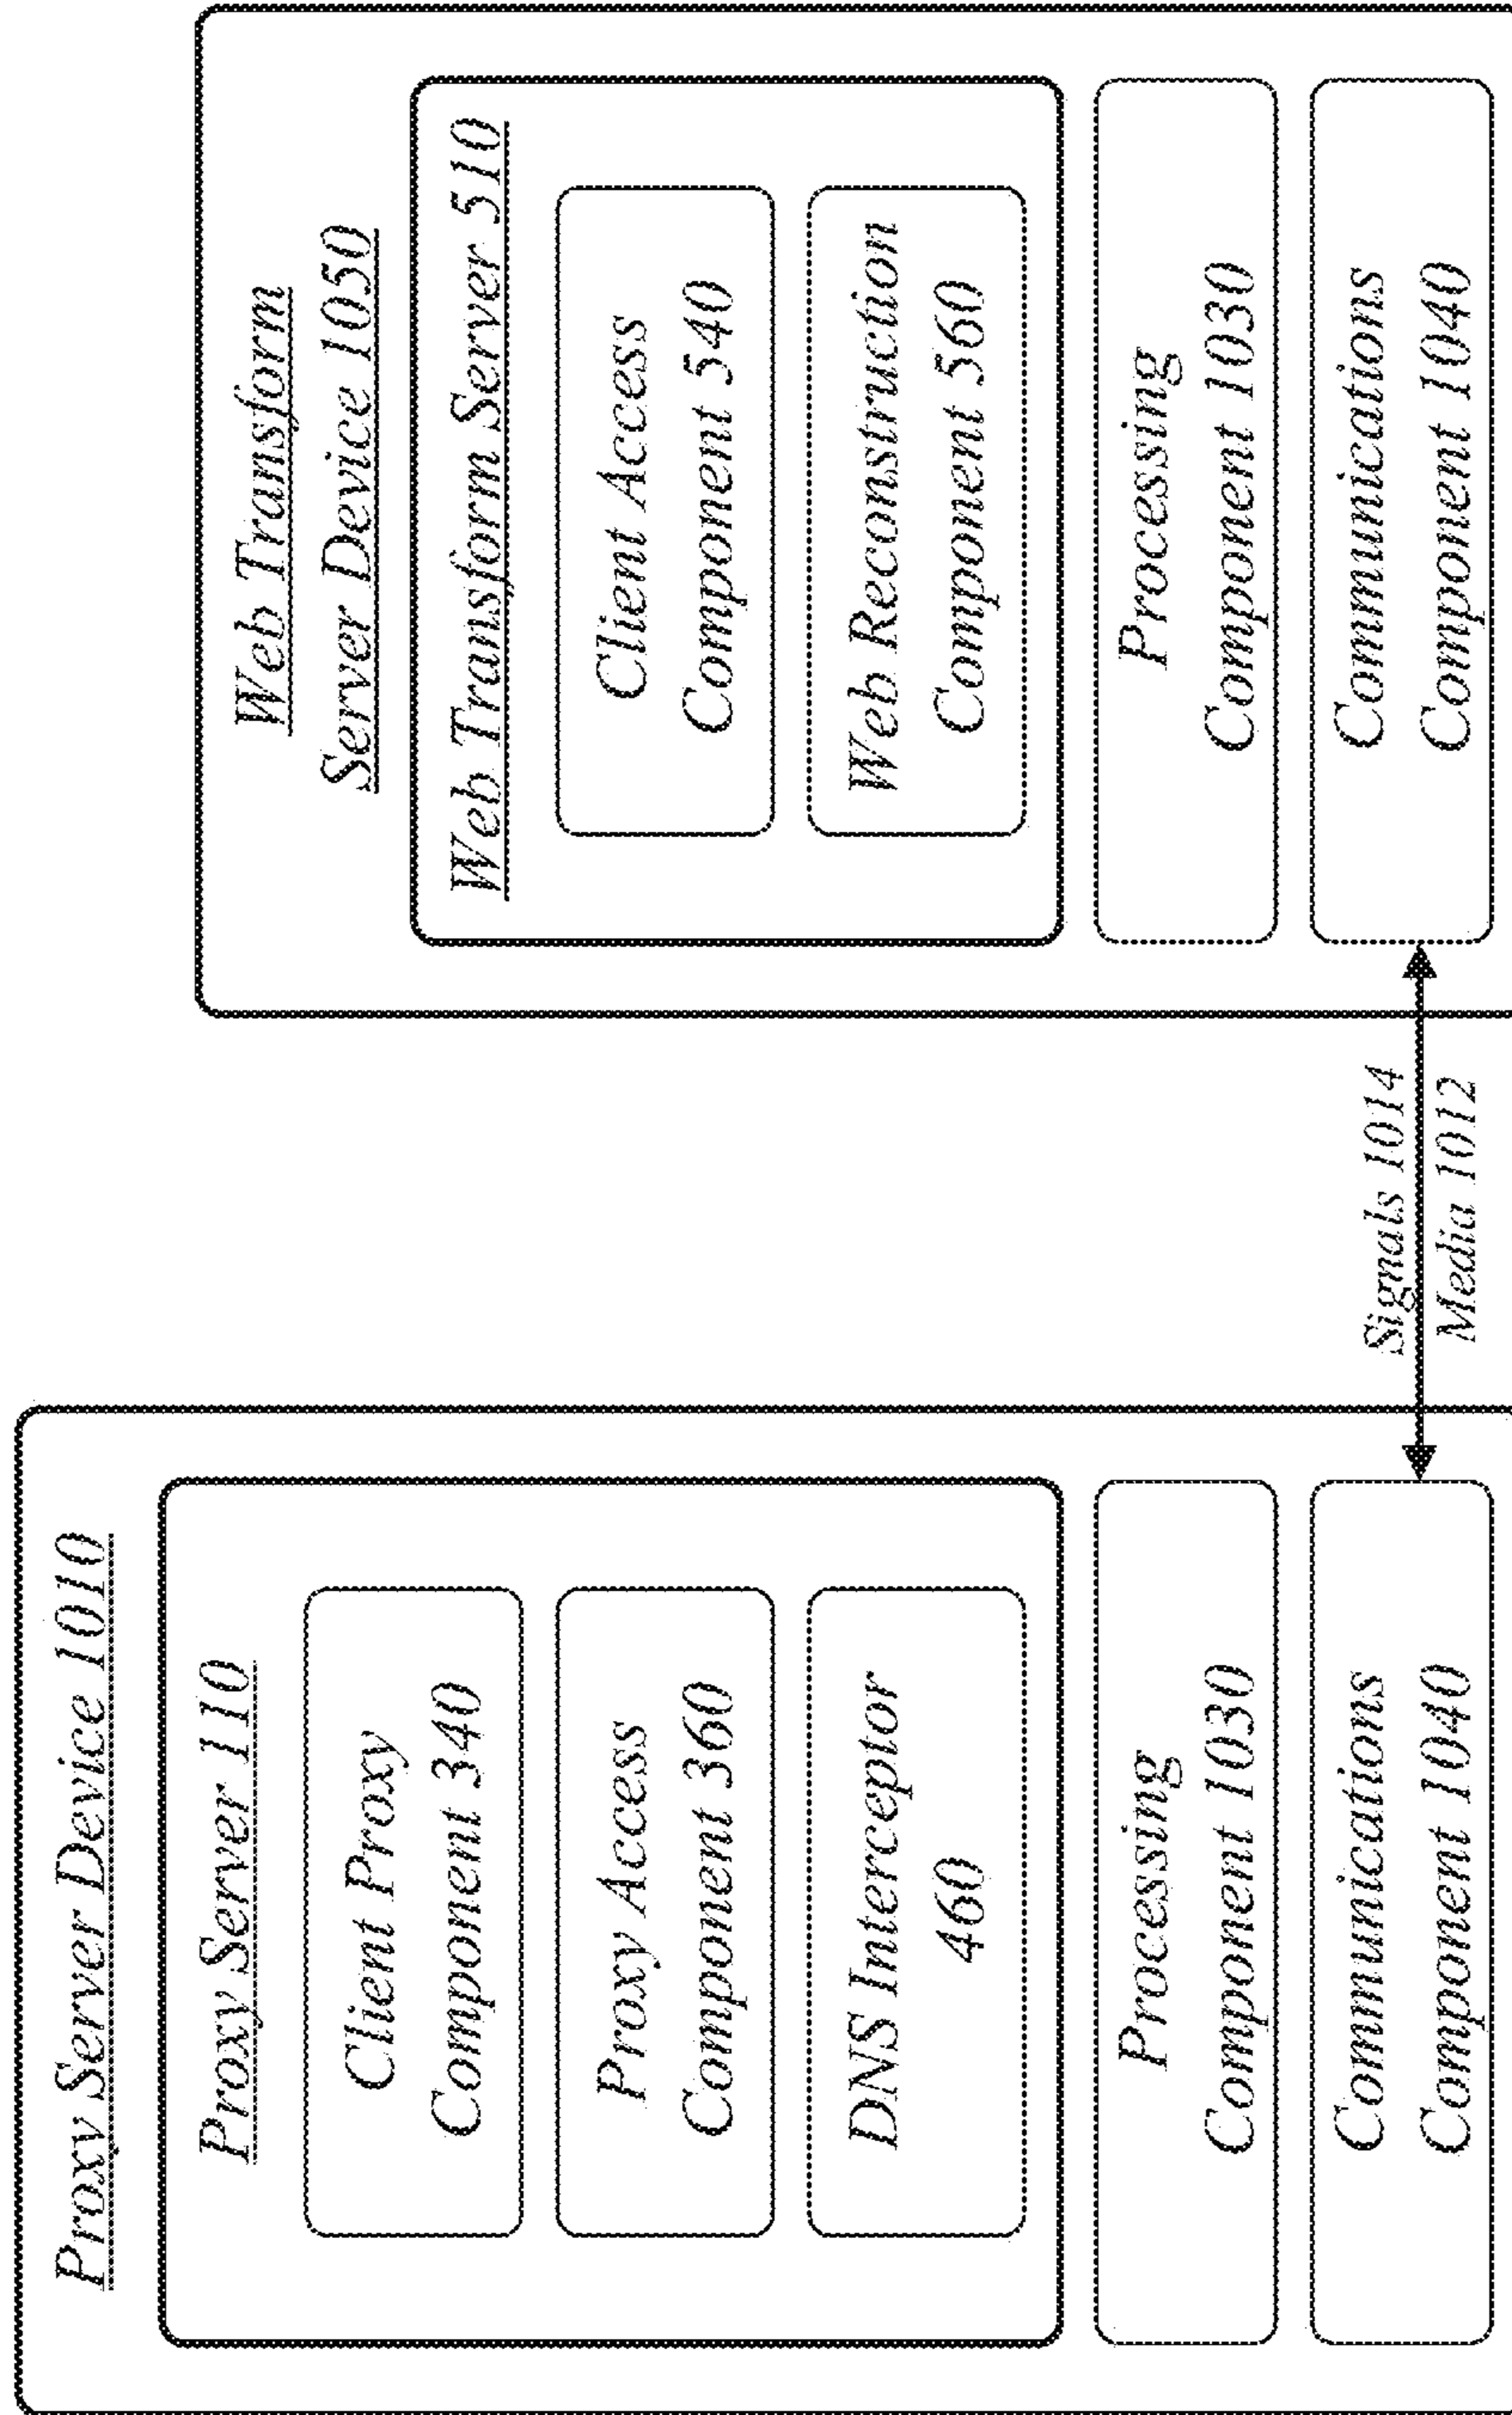 Proxy Server Device 1010
Proxy Server 110
Client Proxy
Component 340
Proxy Access
Component 360
DNS Interceptor
460
Processing
Component 1030
Communications
Component 1040
Signals 1014
Media 1012
Web Transform
Server Device 1050
Web Transform Server 510
Client Access
Component 540
Web Reconstruction
Component 560
Processing
Component 1030
Communications
Component 1040